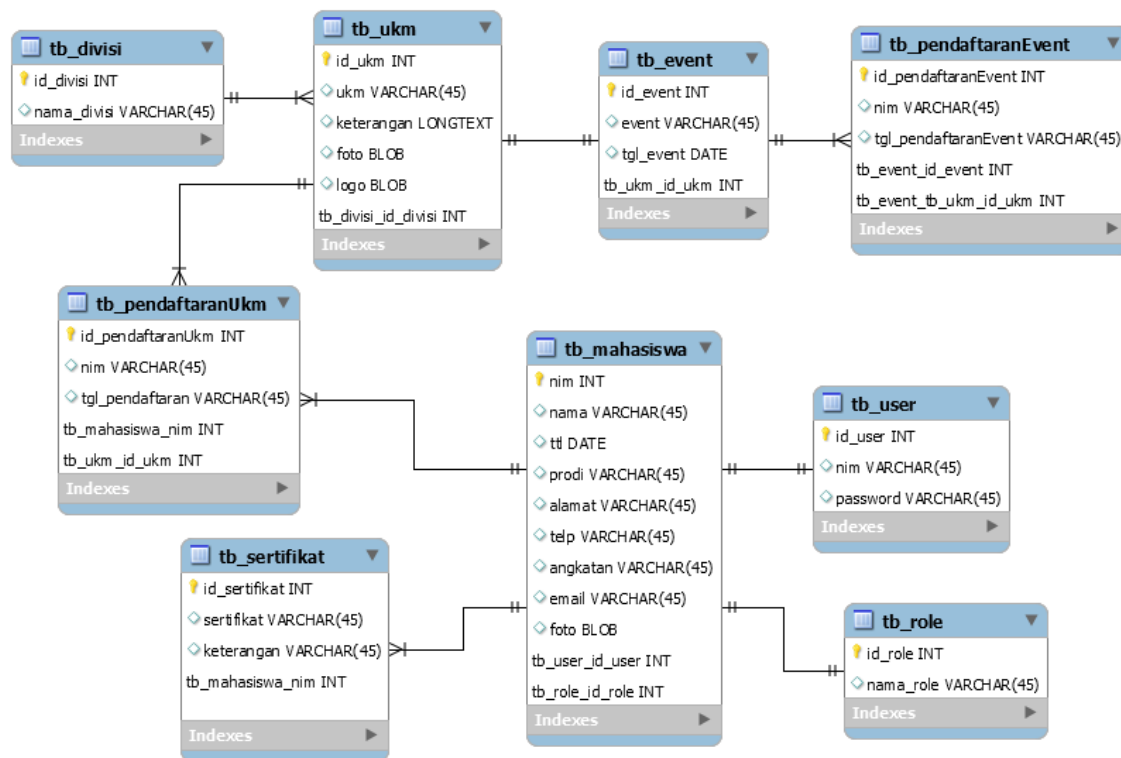 tb_divisi
id_divisi INT
nama_divisi VARCHAR(45)
Indexes
tb_ukm
id_ukm INT
ukm VARCHAR(45)
keterangan LONGTEXT
foto BLOB
logo BLOB
tb_divisi_id_divisi INT
Indexes
tb_event
id_event INT
event VARCHAR(45)
tgl_event DATE
tb_ukm_id_ukm INT
Indexes
tb_pendaftaranEvent
id_pendaftaranEvent INT
nim VARCHAR(45)
tgl_pendaftaranEvent VARCHAR(45)
tb_event_id_event INT
tb_event_tb_ukm_id_ukm INT
Indexes
tb_pendaftaranUkm
id_pendaftaranUkm INT
nim VARCHAR(45)
tgl_pendaftaran VARCHAR(45)
tb_mahasiswa_nim INT
tb_ukm_id_ukm INT
Indexes
tb_mahasiswa
nim INT
nama VARCHAR(45)
ttl DATE
prodi VARCHAR(45)
alamat VARCHAR(45)
telp VARCHAR(45)
angkatan VARCHAR(45)
email VARCHAR(45)
foto BLOB
tb_user_id_user INT
tb_role_id_role INT
Indexes
tb_user
id_user INT
nim VARCHAR(45)
password VARCHAR(45)
Indexes
tb_sertifikat
id_sertifikat INT
sertifikat VARCHAR(45)
keterangan VARCHAR(45)
tb_mahasiswa_nim INT
Indexes
tb_role
id_role INT
nama_role VARCHAR(45)
Indexes